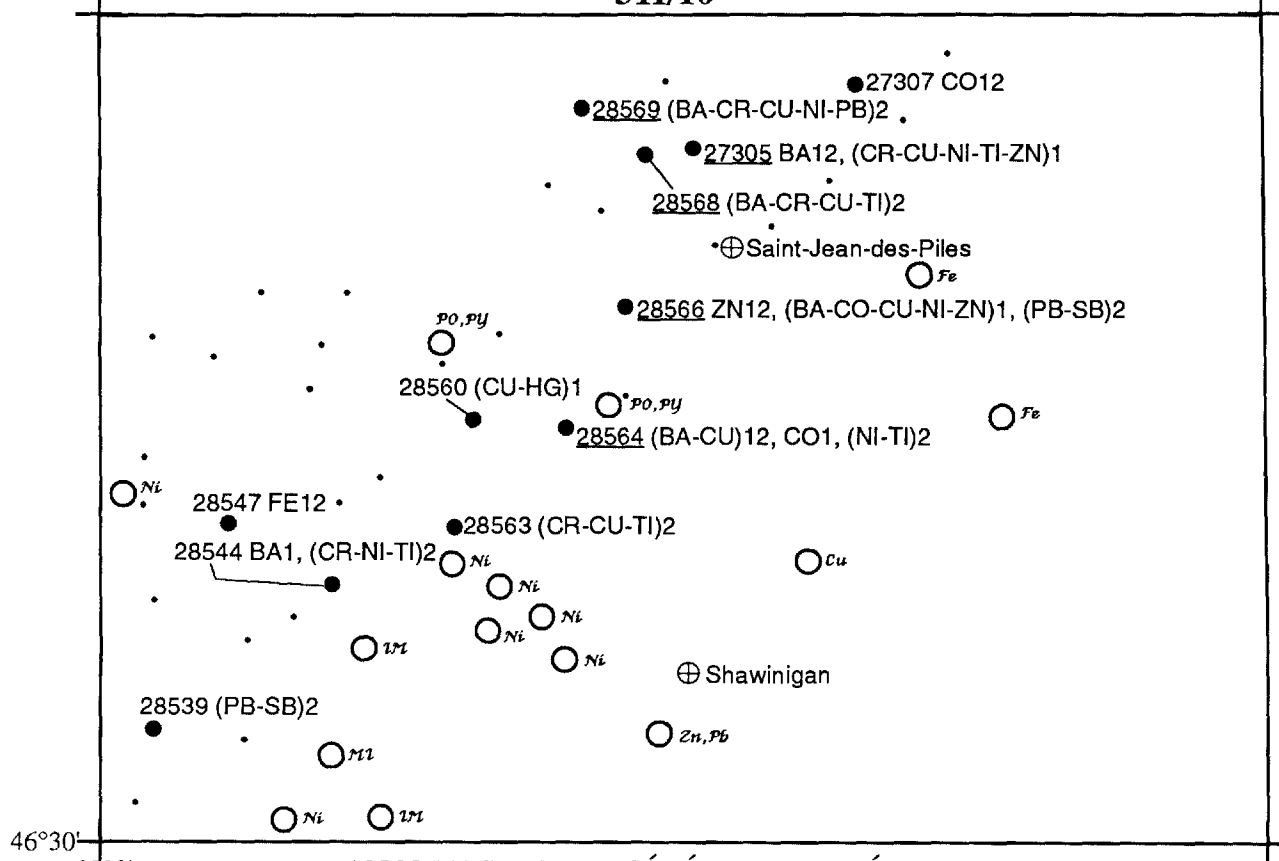 27307 CO12
28569 (BA-CR-CU-NI-PB)2
27305 BA12, (CR-CU-NI-TI-ZN)1
28568 (BA-CR-CU-TI)2
Saint-Jean-des-Piles
Fe
28566 ZN12, (BA-CO-CU-NI-ZN)1, (PB-SB)2
PO,PY
28560 (CU-HG)1
PO,PY
Fe
28564 (BA-CU)12, CO1, (NI-TI)2
Ni
28547 FE12
28563 (CR-CU-TI)2
28544 BA1, (CR-NI-TI)2
Ni
Cu
Ni
Ni
Ni
IM
Ni
Shawinigan
28539 (PB-SB)2
Zn,Pb
MI
Ni
IM
46°30'